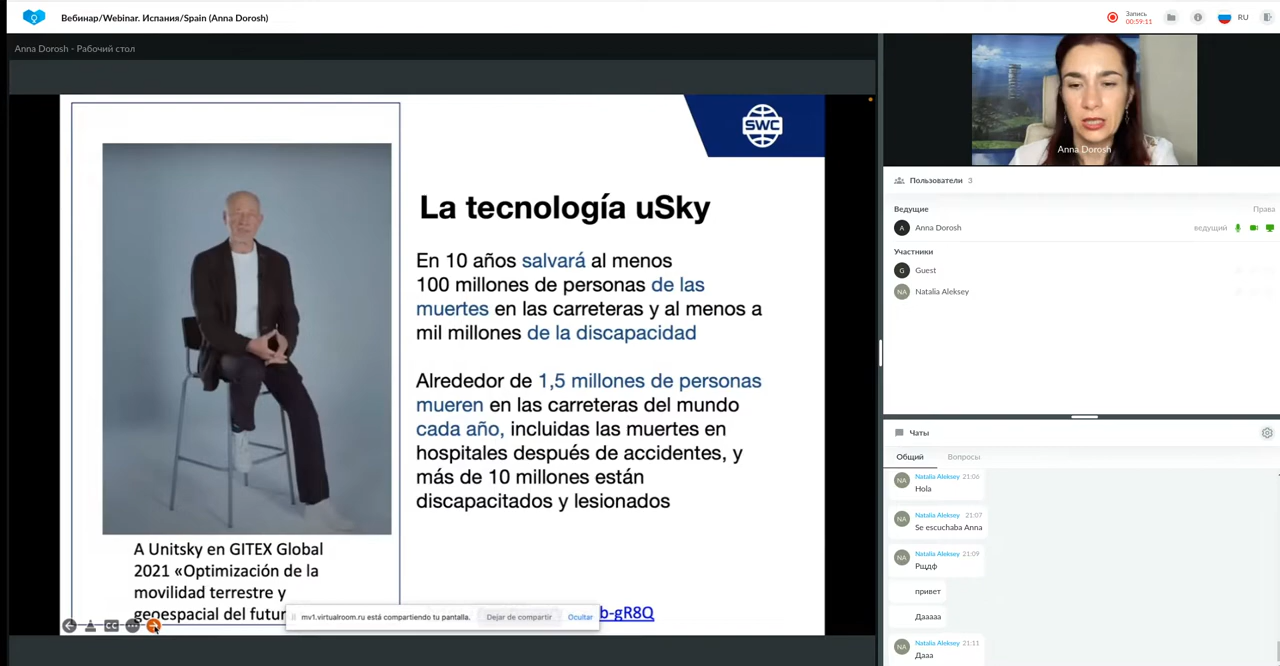 Вебинар/Webinar. Испания/Spain (Anna Dorosh)
Запись
00:59:11
RU
Anna Dorosh - Рабочий стол
SWC
La tecnología uSky
En 10 años salvará al menos
100 millones de personas de las
muertes en las carreteras y al menos a
mil millones de la discapacidad
Alrededor de 1,5 millones de personas
mueren en las carreteras del mundo
cada año, incluidas las muertes en
hospitales después de accidentes, y
más de 10 millones están
discapacitados y lesionados
A Unitsky en GITEX Global
2021 «Optimización de la
movilidad terrestre y
geoespacial del futur
b-gR8Q
mv1.virtualroom.ru está compartiendo tu pantalla.
Dejar de compartir
Ocultar
CC
Anna Dorosh
Пользователи 3
Ведущие
Права
A
Anna Dorosh
ведущий
Участники
G
Guest
NA
Natalia Aleksey
Чаты
Общий
Вопросы
NA
Natalia Aleksey 21:06
Hola
NA
Natalia Aleksey 21:07
Se escuchaba Anna
NA
Natalia Aleksey 21:09
Рщдф
привет
Дааааа
NA
Natalia Aleksey 21:11
Дааа